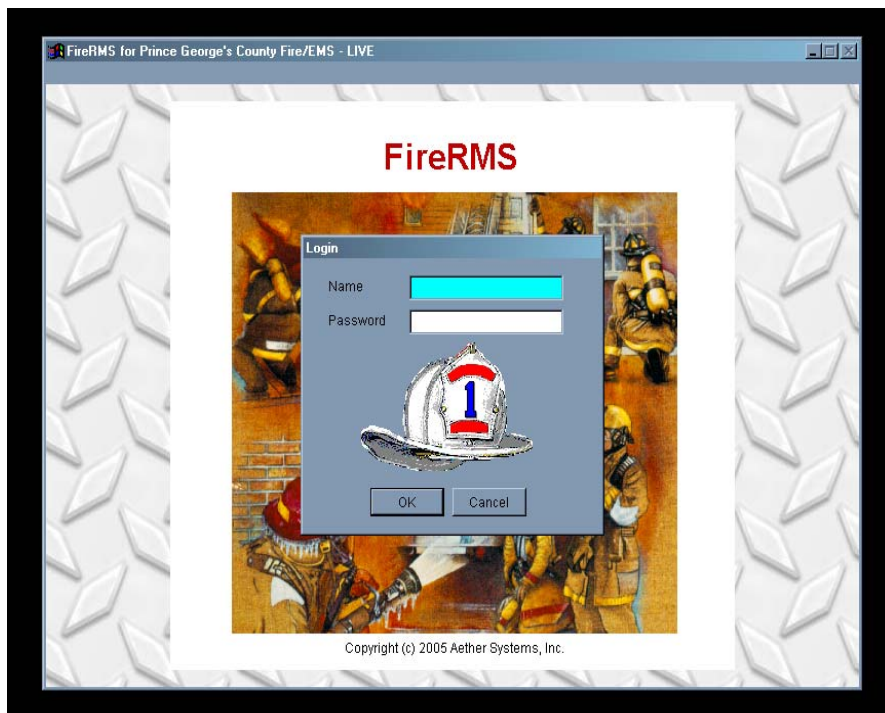 FireRMS for Prince George's County Fire/EMS - LIVE
FireRMS
Login
Name
Password
1
OK
Cancel
Copyright (c) 2005 Aether Systems, Inc.